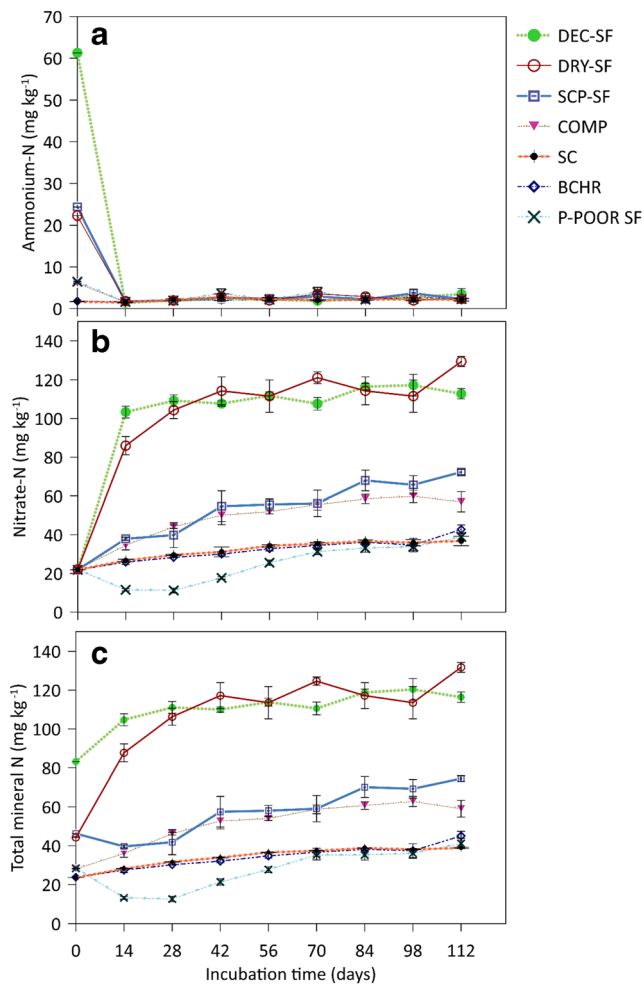 a
70
60
50
40
30
20
10
0
Ammonium-N (mg kg⁻¹)
DEC-SF
DRY-SF
SCP-SF
COMP
SC
BCHR
P-POOR SF
b
140
120
100
80
60
40
20
0
Nitrate-N (mg kg⁻¹)
c
140
120
100
80
60
40
20
0
Total mineral N (mg kg⁻¹)
0 14 28 42 56 70 84 98 112
Incubation time (days)